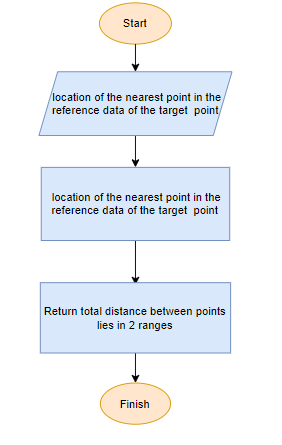 Start
location of the nearest point in the
reference data of the target point
location of the nearest point in the
reference data of the target point
Return total distance between points
lies in 2 ranges
Finish